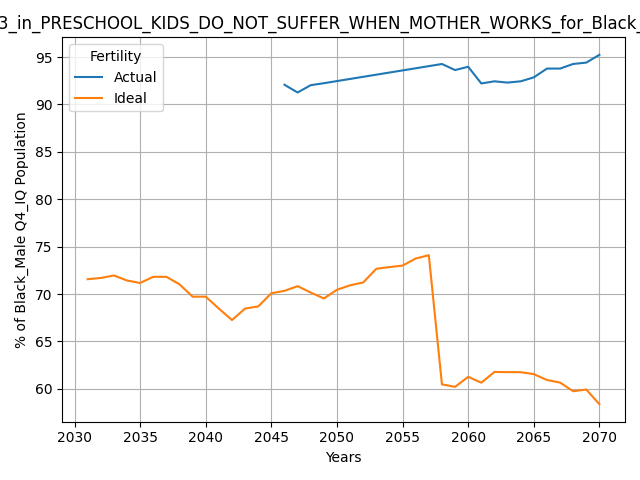 3_in_PRESCHOOL_KIDS_DO_NOT_SUFFER_WHEN_MOTHER_WORKS_for_Black_
Fertility
Actual
Ideal
% of Black_Male Q4_IQ Population
95
90
85
80
75
70
65
60
2030 2035 2040 2045 2050 2055 2060 2065 2070
Years